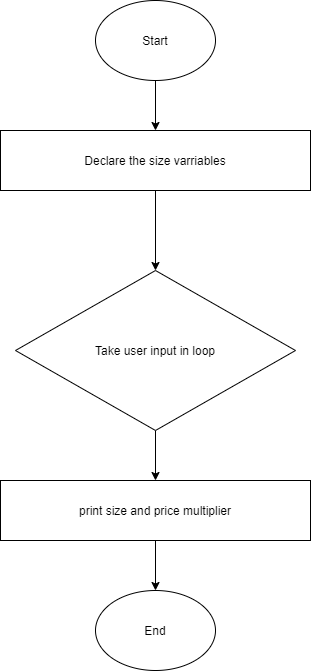 Start
Declare the size varriables
Take user input in loop
print size and price multiplier
End